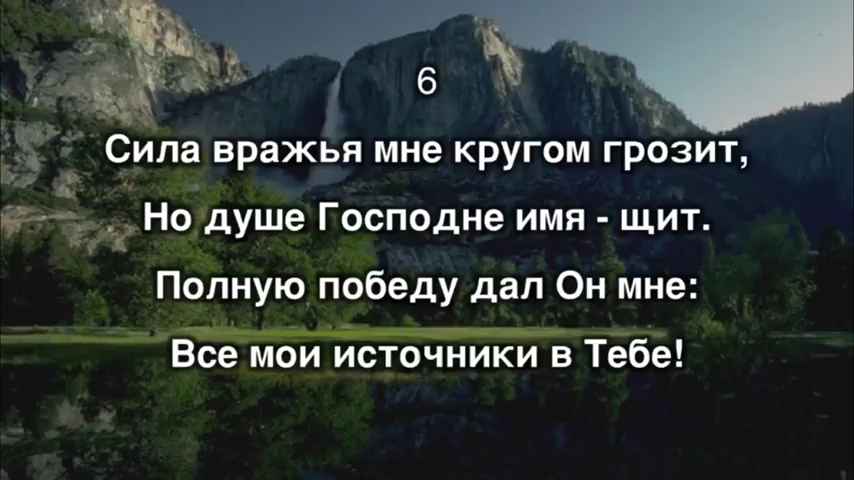 6
Сила вражья мне кругом грозит,
Но душе Господне имя - щит.
Полную победу дал Он мне:
Все мои источники в Тебе!